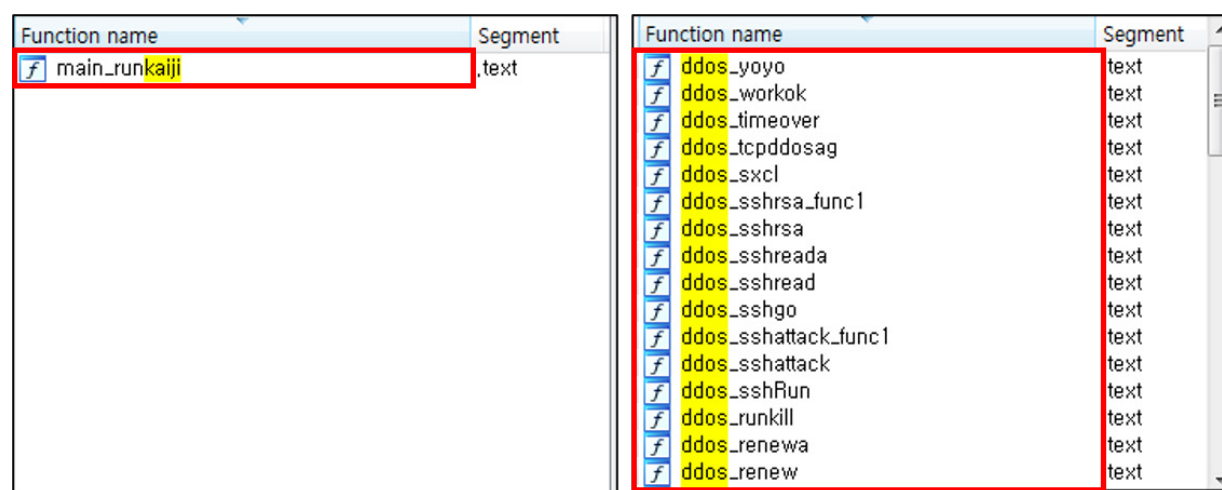 Function name Segment
main_runkaiji .text
Function name Segment
ddos_yoyo text
ddos_workok text
ddos_timeover text
ddos_tcpddosag text
ddos_sxcl text
ddos_sshrsa_func1 text
ddos_sshrsa text
ddos_sshreada text
ddos_sshread text
ddos_sshgo text
ddos_sshattack_func1 text
ddos_sshattack text
ddos_sshRun text
ddos_runkill text
ddos_renewa text
ddos_renew text